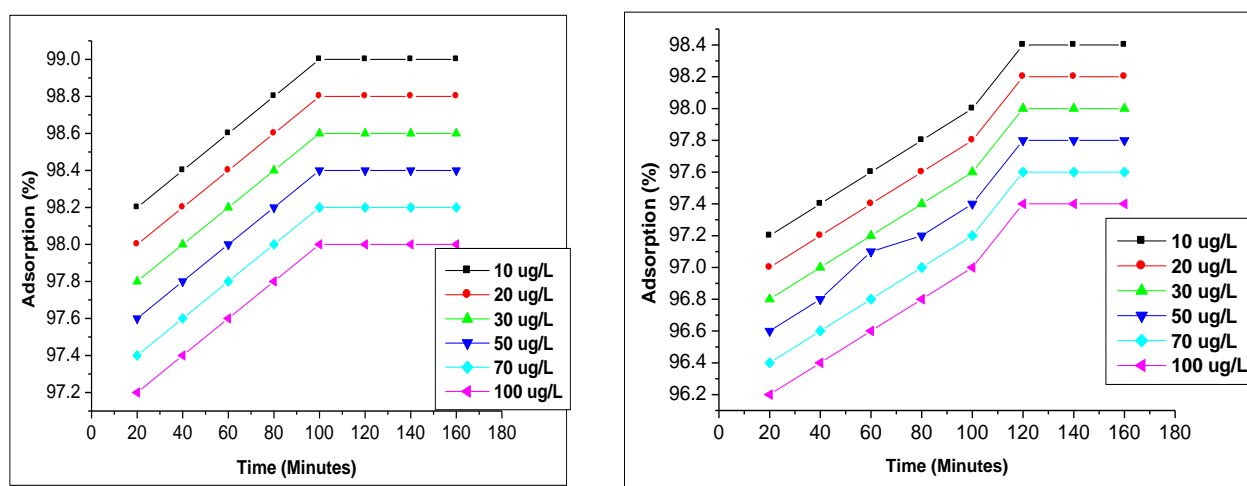 99.0
98.8
98.6
98.4
98.2
98.0
97.8
97.6
97.4
97.2
Adsorption (%)
0 20 40 60 80 100 120 140 160 180
Time (Minutes)
10 ug/L
20 ug/L
30 ug/L
50 ug/L
70 ug/L
100 ug/L
98.4
98.2
98.0
97.8
97.6
97.4
97.2
97.0
96.8
96.6
96.4
96.2
Adsorption (%)
0 20 40 60 80 100 120 140 160 180
Time (Minutes)
10 ug/L
20 ug/L
30 ug/L
50 ug/L
70 ug/L
100 ug/L